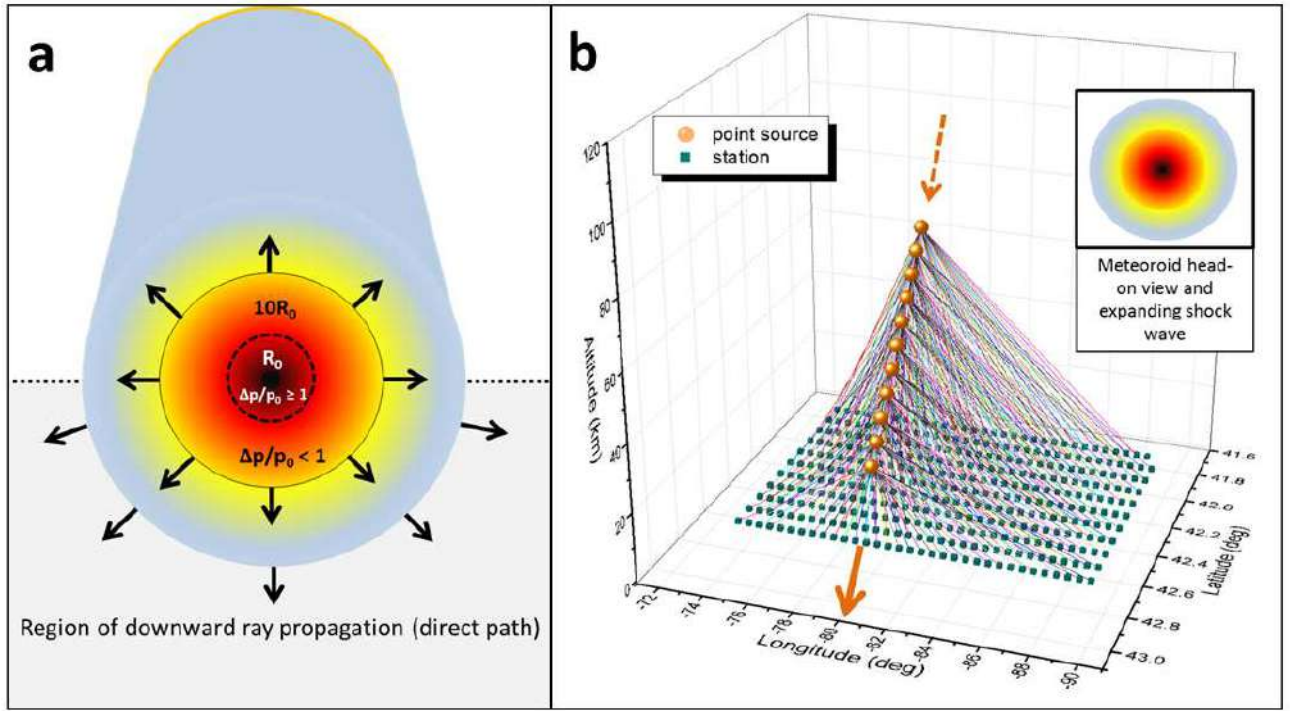 a
10R₀
R₀
Δp/p₀ ≥ 1
Δp/p₀ < 1
Region of downward ray propagation (direct path)
b
point source
station
Meteoroid head-
on view and
expanding shock
wave
Altitude (km)
120
100
80
60
40
20
0
-72
-74
-76
-78
-80
-82
-84
-86
-88
-90
Longitude (deg)
41.6
41.8
42.0
42.2
42.4
42.6
42.8
43.0
Latitude (deg)